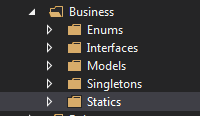 Business
Enums
Interfaces
Models
Singletons
Statics